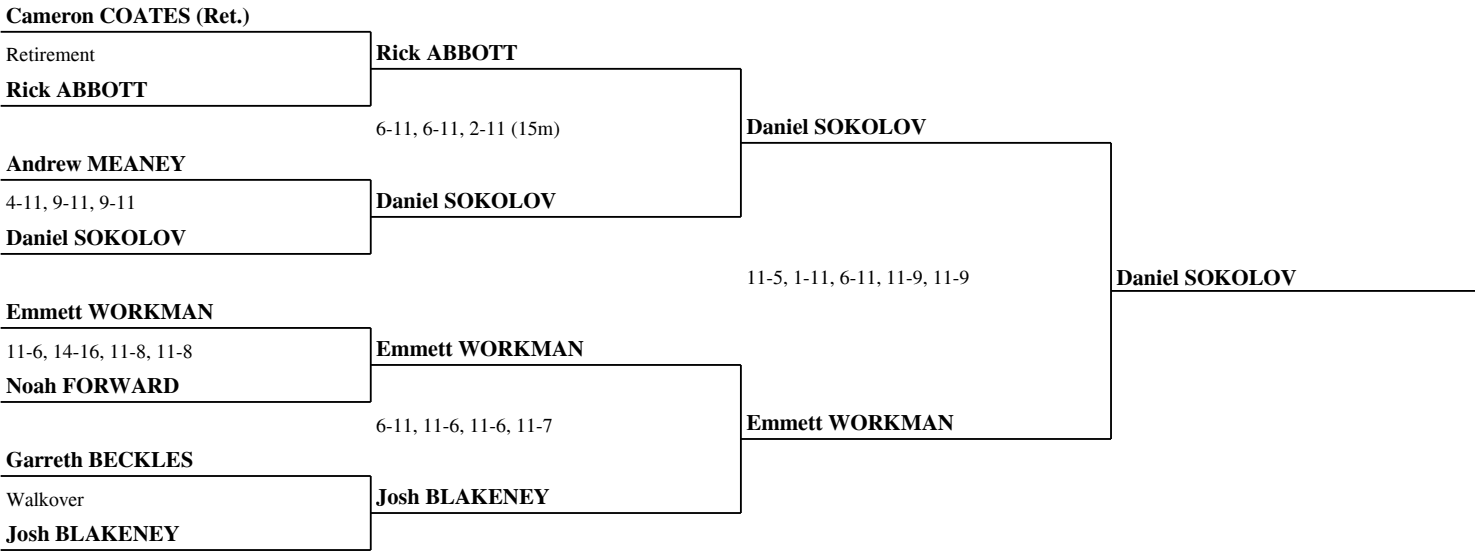 Cameron COATES (Ret.)
Retirement
Rick ABBOTT
Rick ABBOTT
6-11, 6-11, 2-11 (15m)
Daniel SOKOLOV
Andrew MEANEY
4-11, 9-11, 9-11
Daniel SOKOLOV
Daniel SOKOLOV
11-5, 1-11, 6-11, 11-9, 11-9
Daniel SOKOLOV
Emmett WORKMAN
11-6, 14-16, 11-8, 11-8
Emmett WORKMAN
Noah FORWARD
6-11, 11-6, 11-6, 11-7
Emmett WORKMAN
Garreth BECKLES
Walkover
Josh BLAKENEY
Josh BLAKENEY